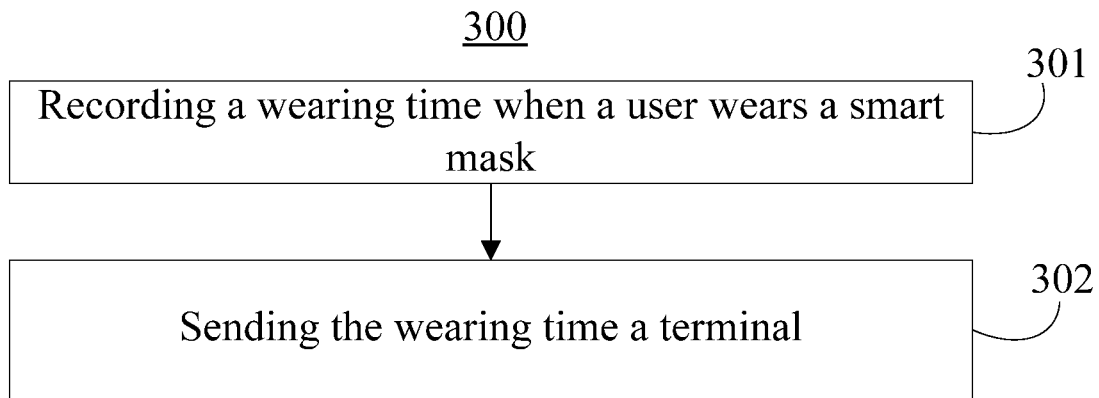 300
301
Recording a wearing time when a user wears a smart
mask
302
Sending the wearing time a terminal